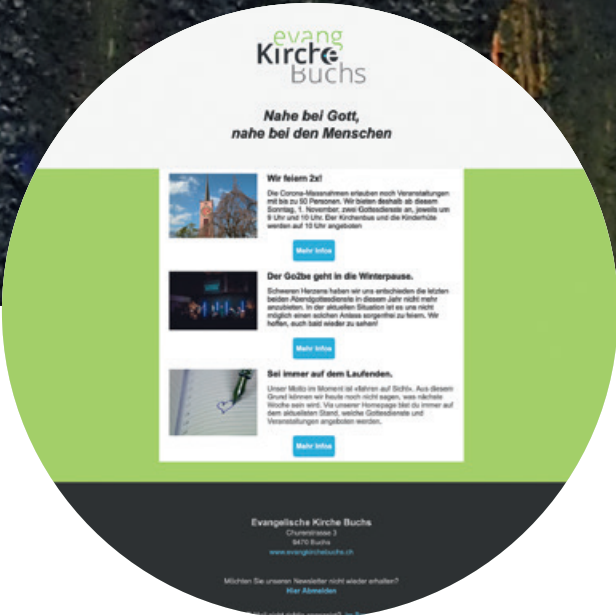 evang
Kirche
Buchs
Nahe bei Gott,
nahe bei den Menschen
Wir feiern 2x!
Die Corona-Massnahmen erlauben noch Veranstaltungen
mit bis zu 50 Personen. Wir bieten deshalb ab diesem
Sonntag, 1. November, zwei Gottesdienste an, jeweils um
9 Uhr und 10 Uhr. Der Kirchenbus und die Kinderhüte
werden auf 10 Uhr angeboten
Mehr Infos
Der Go2be geht in die Winterpause.
Schweren Herzens haben wir uns entschieden die letzten
beiden Abendgottesdienste in diesem Jahr nicht mehr
anzubieten. In der aktuellen Situation ist es uns nicht
möglich einen solchen Anlass sorgenfrei zu feiern. Wir
hoffen, euch bald wieder zu sehen!
Mehr Infos
Sei immer auf dem Laufenden.
Unser Motto im Moment ist «fahren auf Sicht». Aus diesem
Grund können wir heute noch nicht sagen, was nächste
Woche sein wird. Via unserer Homepage bist du immer auf
dem aktuellsten Stand, welche Gottesdienste und
Veranstaltungen angeboten werden.
Mehr Infos
Evangelische Kirche Buchs
Churerstrasse 3
9470 Buchs
www.evangkirchebuchs.ch
Möchten Sie unseren Newsletter nicht wieder erhalten?
Hier Abmelden